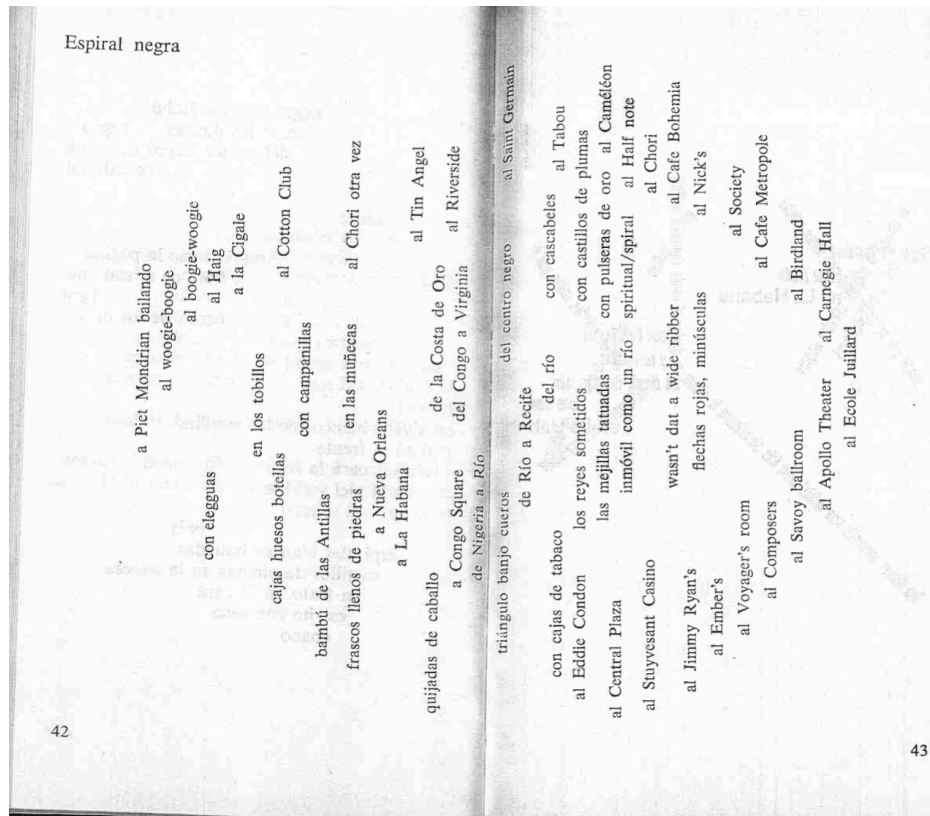 Espiral negra
a Piet Mondrian bailando
al woogie-boogie
al boogie-woogie
con elegguas al Haig
a la Cigale
en los tobillos
cajas huesos botellas al Cotton Club
con campanillas
bambú de las Antillas
frascos llenos de piedras en las muñecas al Chori otra vez
a Nueva Orleans
a La Habana
quijadas de caballo de la Costa de Oro al Tin Angel
a Congo Square del Congo a Virginia al Riverside
de Nigeria a Río
42
triángulo banjo cueros del centro negro al Saint Germain
de Río a Recife
con cajas de tabaco del río con cascabeles al Tabou
al Eddie Condon los reyes sometidos con castillos de plumas
al Central Plaza las mejillas tatuadas con pulseras de oro al Caméléon
inmóvil como un río spiritual/spiral al Half note
al Stuyvesant Casino al Chori
wasn't dat a wide ribber al Cafe Bohemia
al Jimmy Ryan's flechas rojas, minúsculas al Nick's
al Ember's
al Voyager's room al Society
al Composers al Cafe Metropole
al Savoy ballroom al Birdland
al Apollo Theater al Carnegie Hall
al Ecole Juillard
43